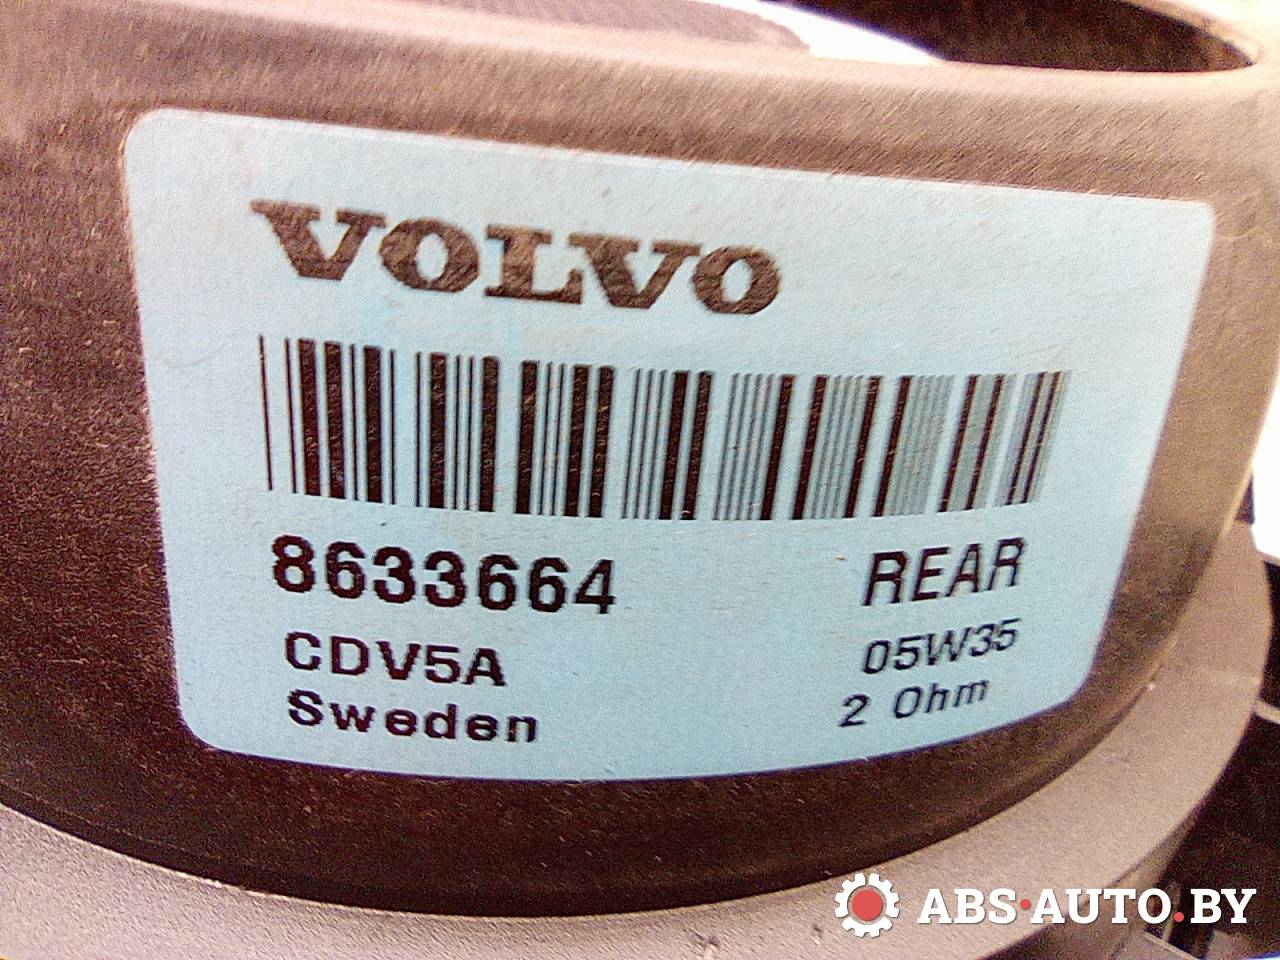 VOLVO
8633664 REAR
CDV5A 05W35
Sweden 2 Ohm
ABS·AUTO.BY